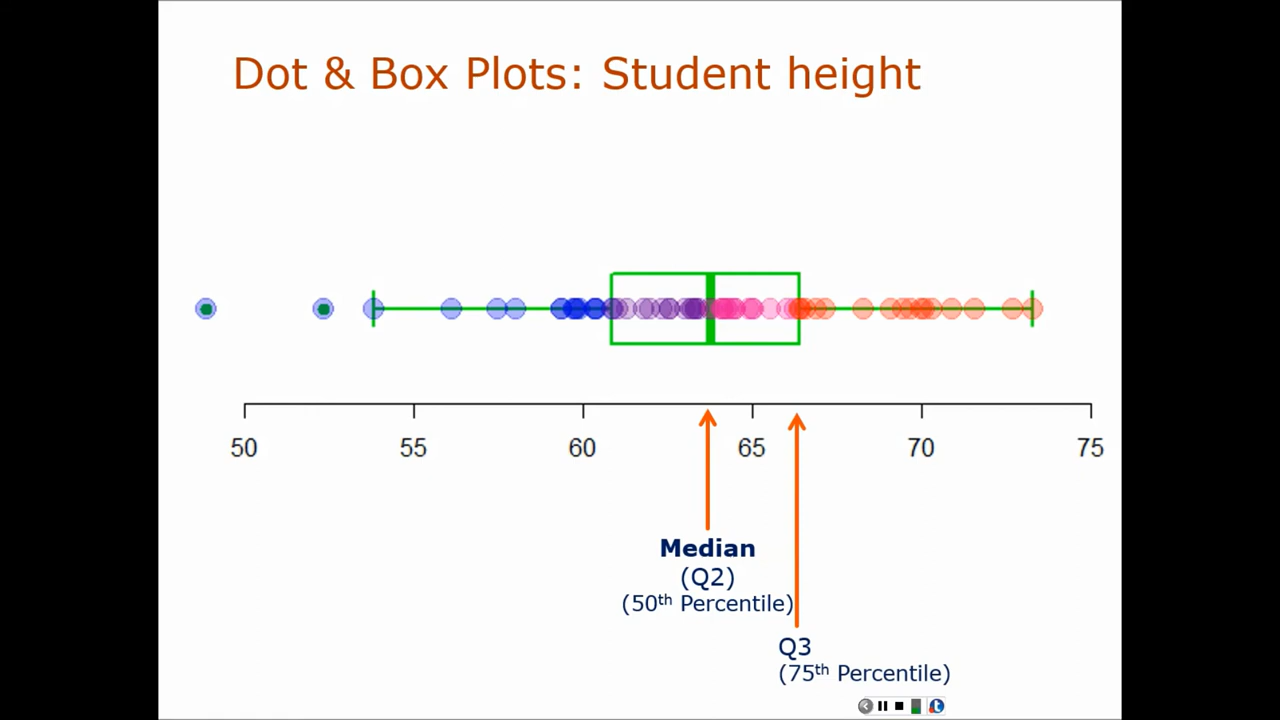 Dot & Box Plots: Student height
50 55 60 65 70 75
Median
(Q2)
(50th Percentile)
Q3
(75th Percentile)